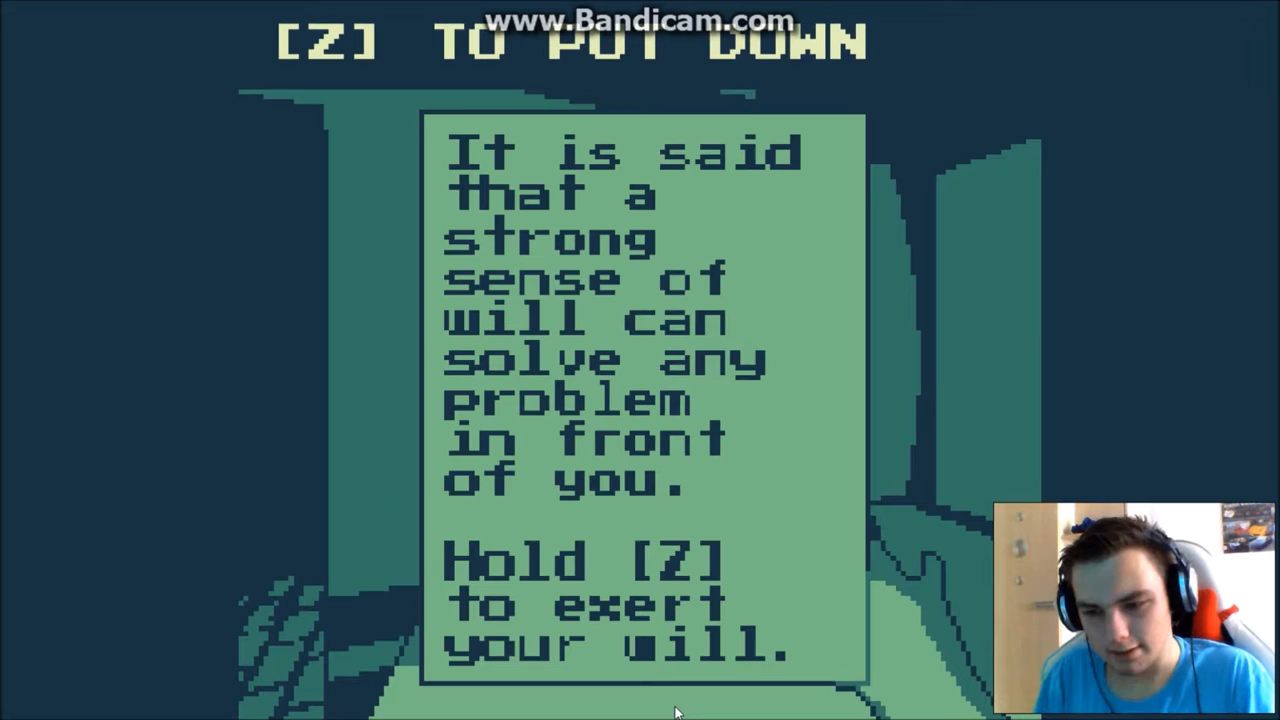 www.Bandicam.com
[Z] TO PUT DOWN
It is said
that a
strong
sense of
will can
solve any
problem
in front
of you.
Hold [Z]
to exert
your will.